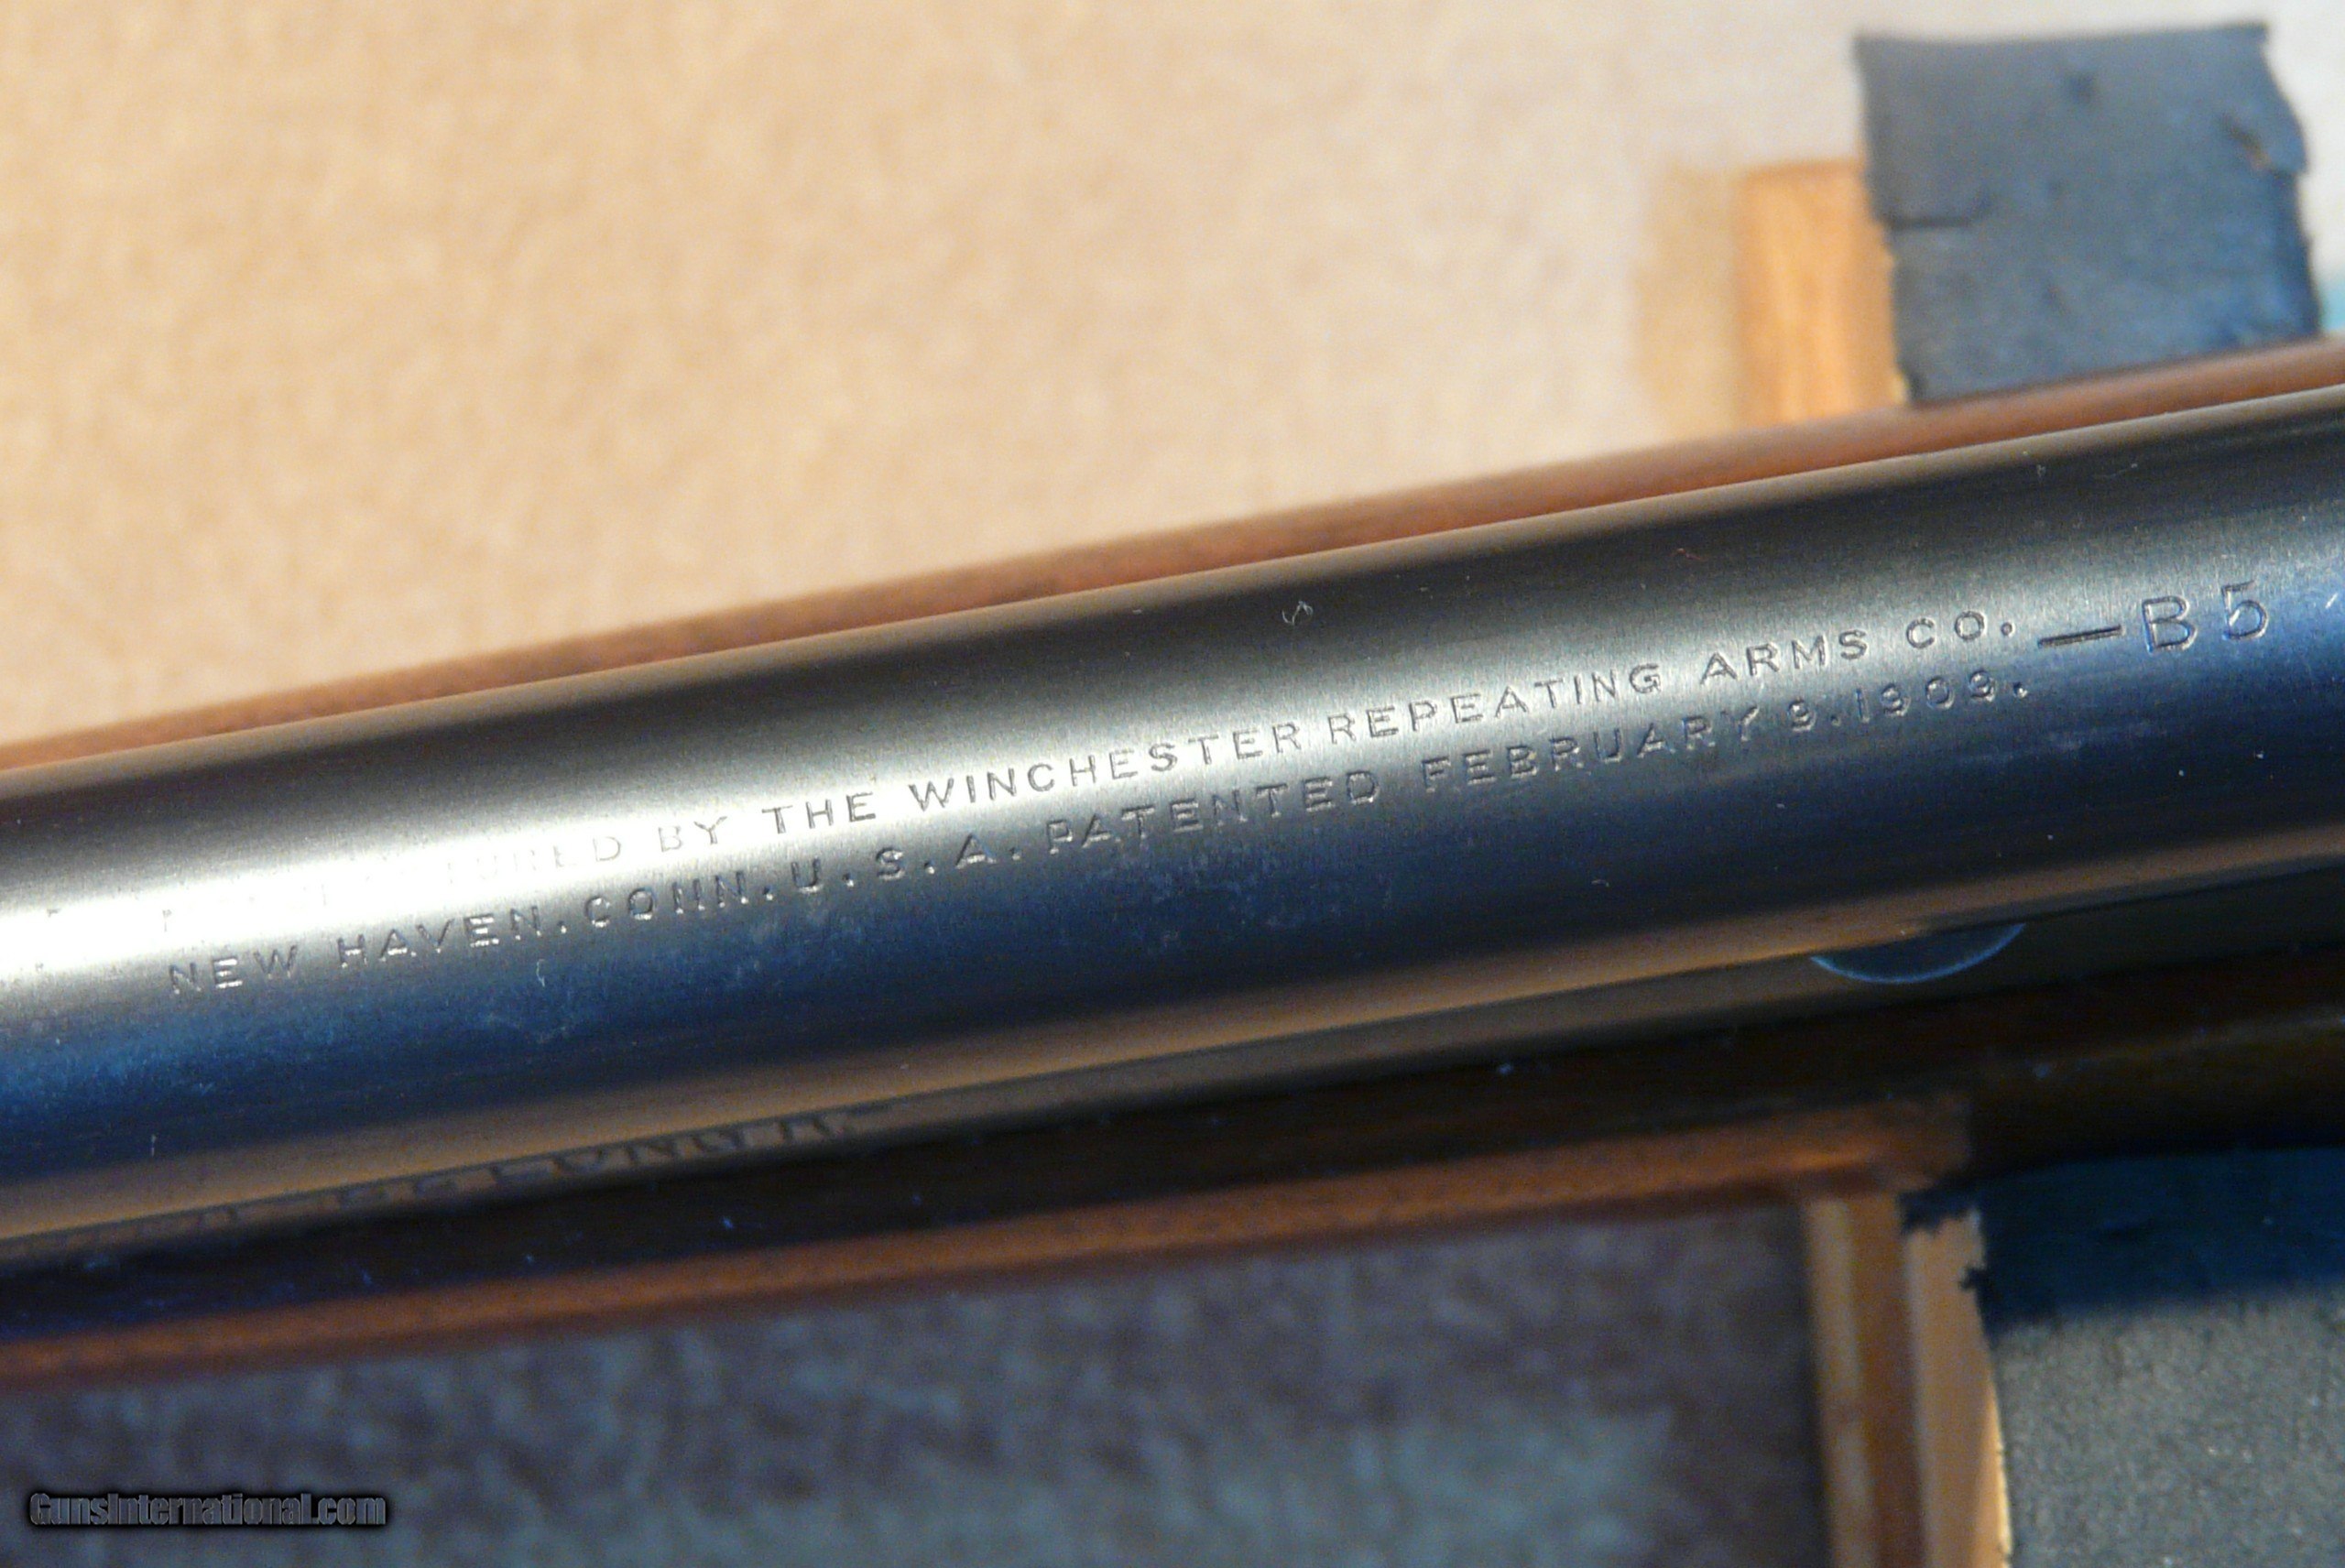 BY THE WINCHESTER REPEATING ARMS CO. — B5
NEW HAVEN. CONN. U.S.A. PATENTED FEBRUARY 9. 1909.
GunsInternational.com